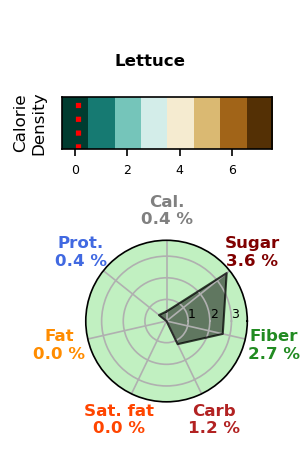 Lettuce
Calorie
Density
0 2 4 6
Cal.
0.4 %
Prot.
0.4 %
Sugar
3.6 %
1 2 3
Fat
0.0 %
Fiber
2.7 %
Sat. fat
0.0 %
Carb
1.2 %